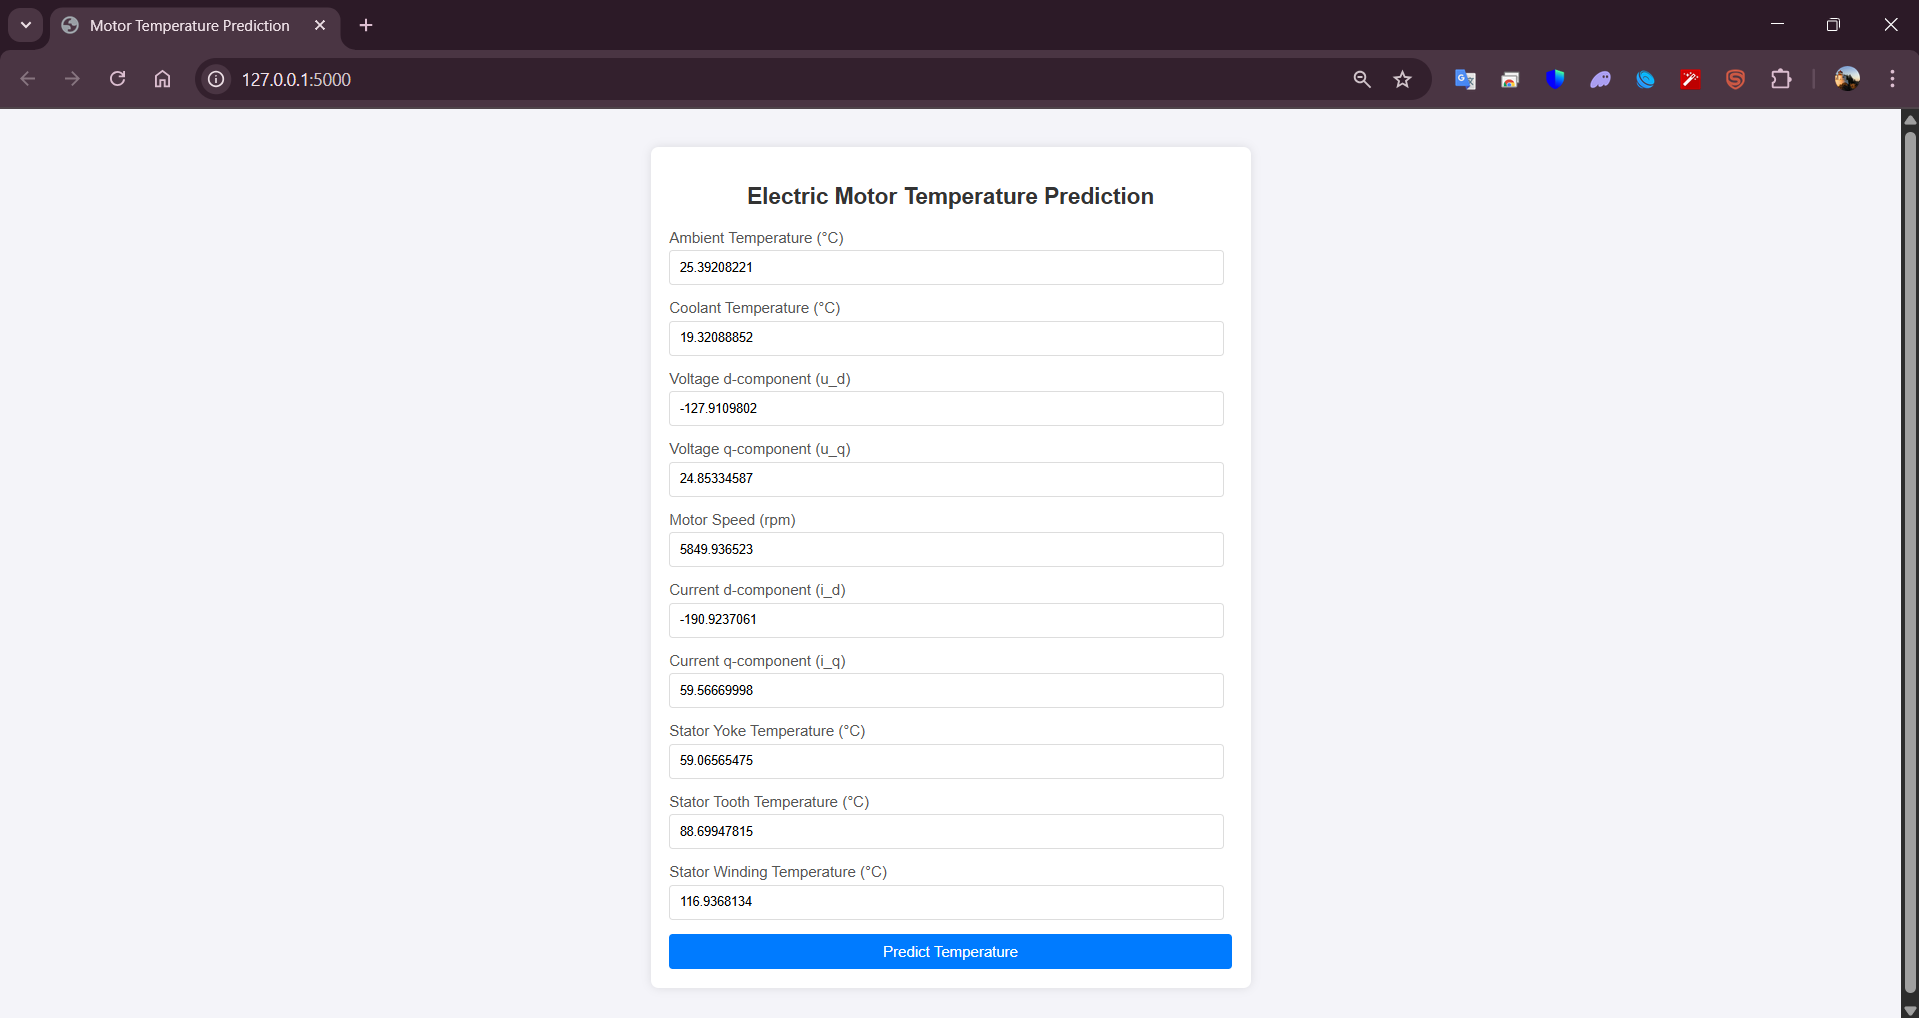 Motor Temperature Prediction
127.0.0.1:5000
Electric Motor Temperature Prediction
Ambient Temperature (°C)
25.39208221
Coolant Temperature (°C)
19.32088852
Voltage d-component (u_d)
-127.9109802
Voltage q-component (u_q)
24.85334587
Motor Speed (rpm)
5849.936523
Current d-component (i_d)
-190.9237061
Current q-component (i_q)
59.56669998
Stator Yoke Temperature (°C)
59.06565475
Stator Tooth Temperature (°C)
88.69947815
Stator Winding Temperature (°C)
116.9368134
Predict Temperature